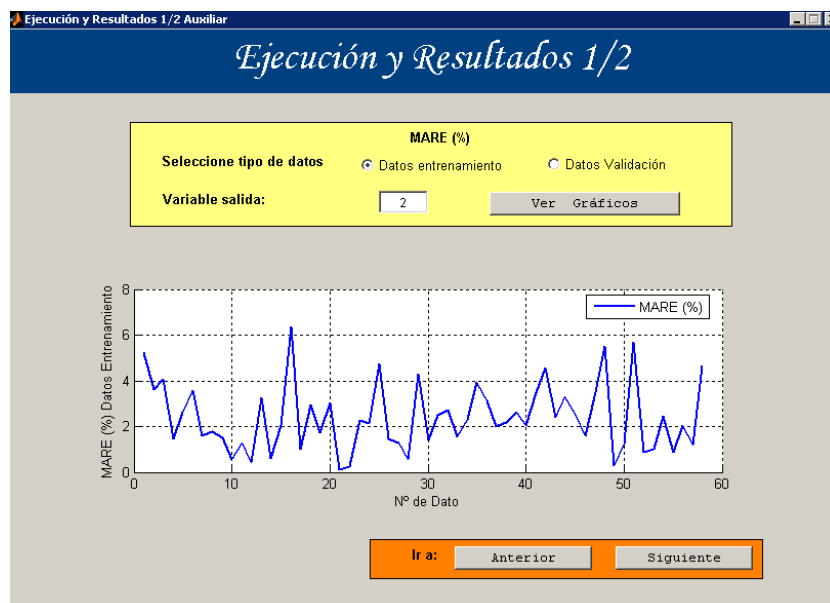 Ejecución y Resultados 1/2 Auxiliar
Ejecución y Resultados 1/2
MARE (%)
Seleccione tipo de datos
Datos entrenamiento
Datos Validación
Variable salida:
2
Ver Gráficos
MARE (%) Datos Entrenamiento
8
6
4
2
0
MARE (%)
0 10 20 30 40 50 60
Nº de Dato
Ir a:
Anterior
Siguiente